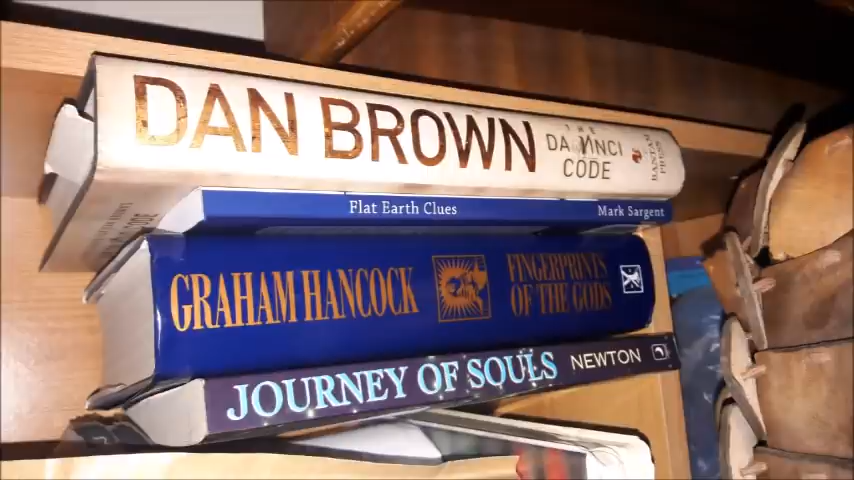 DAN BROWN
THE
DA VINCI
CODE
BANTAM
PRESS
Flat Earth Clues
Mark Sargent
GRAHAM HANCOCK
FINGERPRINTS
OF THE GODS
JOURNEY OF SOULS
NEWTON